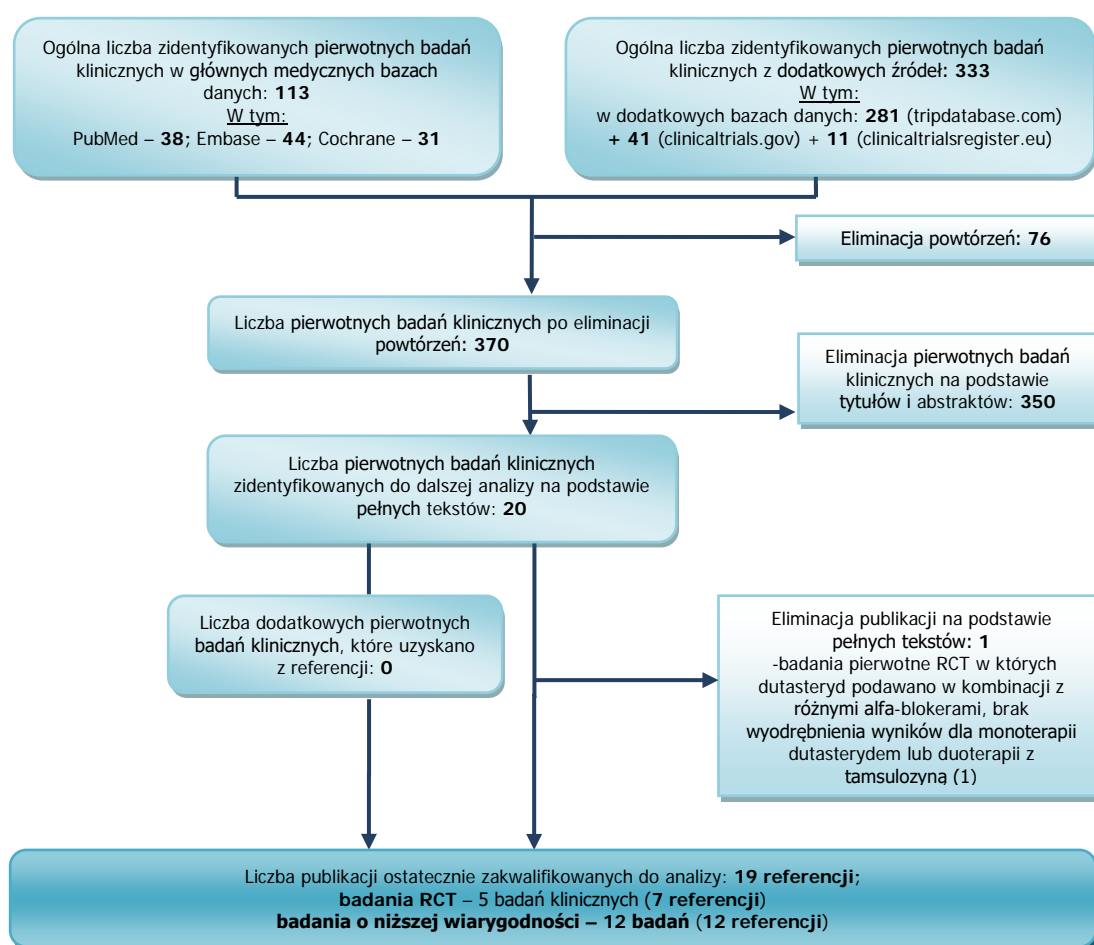 Ogólna liczba zidentyfikowanych pierwotnych badań
klinicznych w głównych medycznych bazach
danych: 113
W tym:
PubMed – 38; Embase – 44; Cochrane – 31
Ogólna liczba zidentyfikowanych pierwotnych badań
klinicznych z dodatkowych źródeł: 333
W tym:
w dodatkowych bazach danych: 281 (tripdatabase.com)
+ 41 (clinicaltrials.gov) + 11 (clinicaltrialsregister.eu)
Eliminacja powtórzeń: 76
Liczba pierwotnych badań klinicznych po eliminacji
powtórzeń: 370
Eliminacja pierwotnych badań
klinicznych na podstawie
tytułów i abstraktów: 350
Liczba pierwotnych badań klinicznych
zidentyfikowanych do dalszej analizy na podstawie
pełnych tekstów: 20
Liczba dodatkowych pierwotnych
badań klinicznych, które uzyskano
z referencji: 0
Eliminacja publikacji na podstawie
pełnych tekstów: 1
-badania pierwotne RCT w których
dutasteryd podawano w kombinacji z
różnymi alfa-blokerami, brak
wyodrębnienia wyników dla monoterapii
dutasterydem lub duoterapii z
tamsulozyną (1)
Liczba publikacji ostatecznie zakwalifikowanych do analizy: 19 referencji;
badania RCT – 5 badań klinicznych (7 referencji)
badania o niższej wiarygodności – 12 badań (12 referencji)